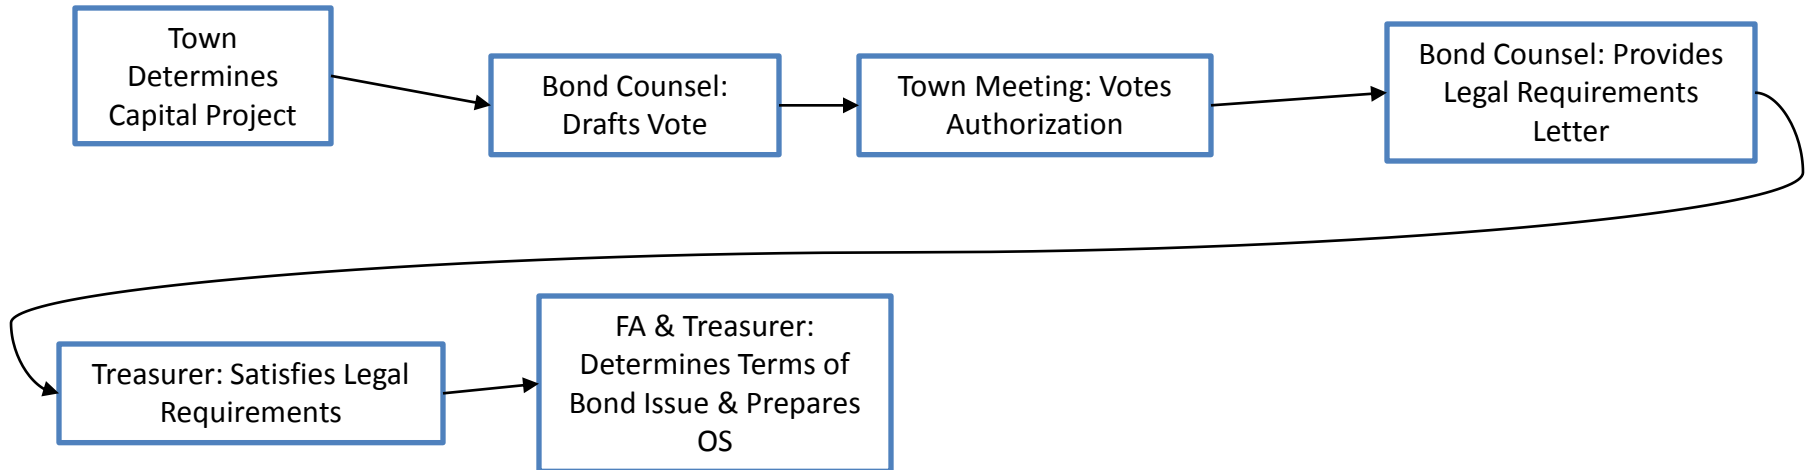 Town
Determines
Capital Project
Bond Counsel:
Drafts Vote
Town Meeting: Votes
Authorization
Bond Counsel: Provides
Legal Requirements
Letter
Treasurer: Satisfies Legal
Requirements
FA & Treasurer:
Determines Terms of
Bond Issue & Prepares
OS